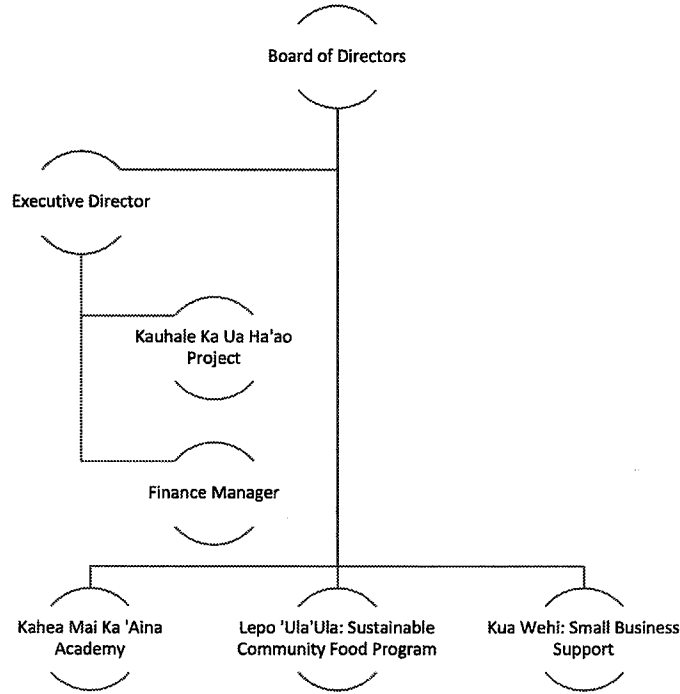 Board of Directors
Executive Director
Kauhale Ka Ua Ha'ao
Project
Finance Manager
Kahea Mai Ka 'Aina
Academy
Lepo 'Ula'Ula: Sustainable
Community Food Program
Kua Wehi: Small Business
Support